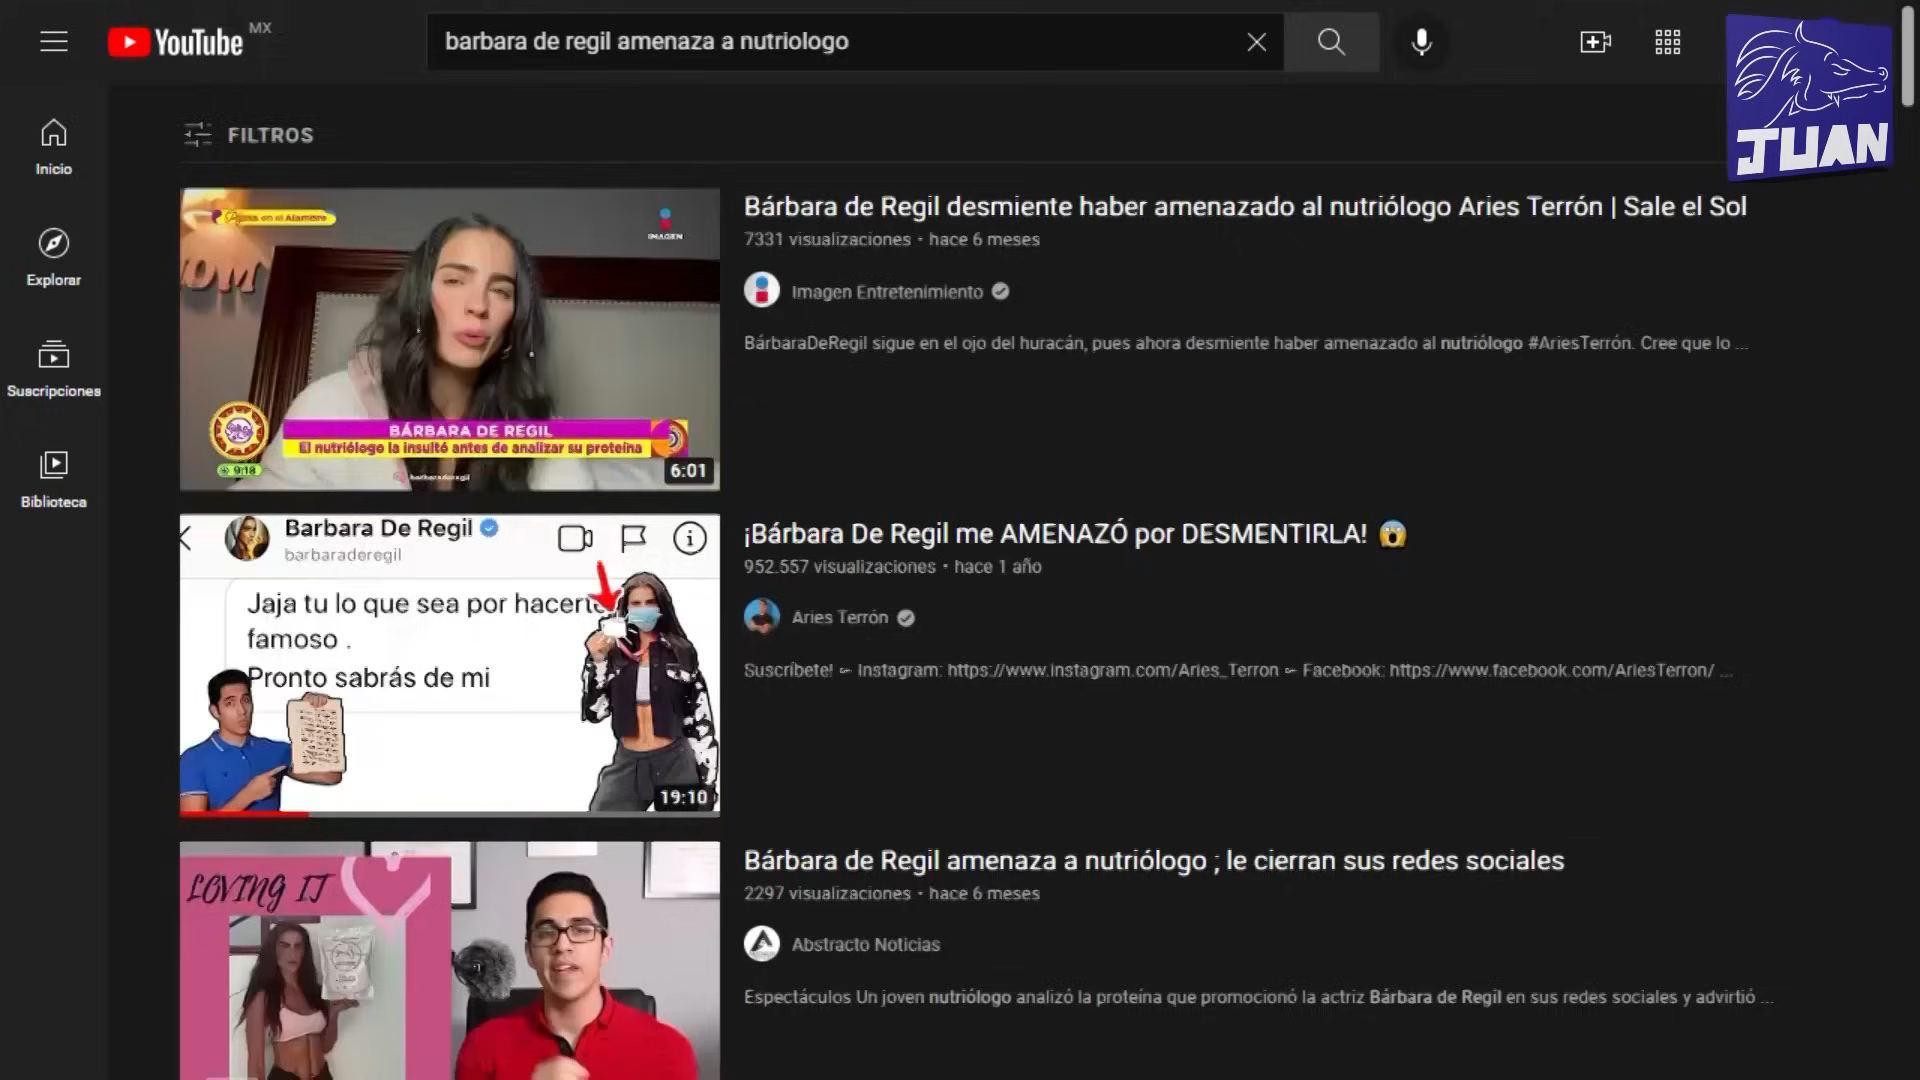 YouTube MX
barbara de regil amenaza a nutriologo
JUAN
Inicio
Explorar
Suscripciones
Biblioteca
FILTROS
en el Alambre
IMAGEN
BÁRBARA DE REGIL
El nutriólogo la insultó antes de analizar su proteína
9:18
barbaraderegil
6:01
Bárbara de Regil desmiente haber amenazado al nutriólogo Aries Terrón | Sale el Sol
7331 visualizaciones • hace 6 meses
Imagen Entretenimiento
BárbaraDeRegil sigue en el ojo del huracán, pues ahora desmiente haber amenazado al nutriólogo #AriesTerrón. Cree que lo ...
Barbara De Regil
barbaraderegil
Jaja tu lo que sea por hacerte
famoso .
Pronto sabrás de mi
19:10
¡Bárbara De Regil me AMENAZÓ por DESMENTIRLA! 😱
952.557 visualizaciones • hace 1 año
Aries Terrón
Suscríbete! ⇜ Instagram: https://www.instagram.com/Aries_Terron ⇜ Facebook: https://www.facebook.com/AriesTerron/ ...
LOVING IT
Bárbara de Regil amenaza a nutriólogo ; le cierran sus redes sociales
2297 visualizaciones • hace 6 meses
Abstracto Noticias
Espectáculos Un joven nutriólogo analizó la proteína que promocionó la actriz Bárbara de Regil en sus redes sociales y advirtió ...